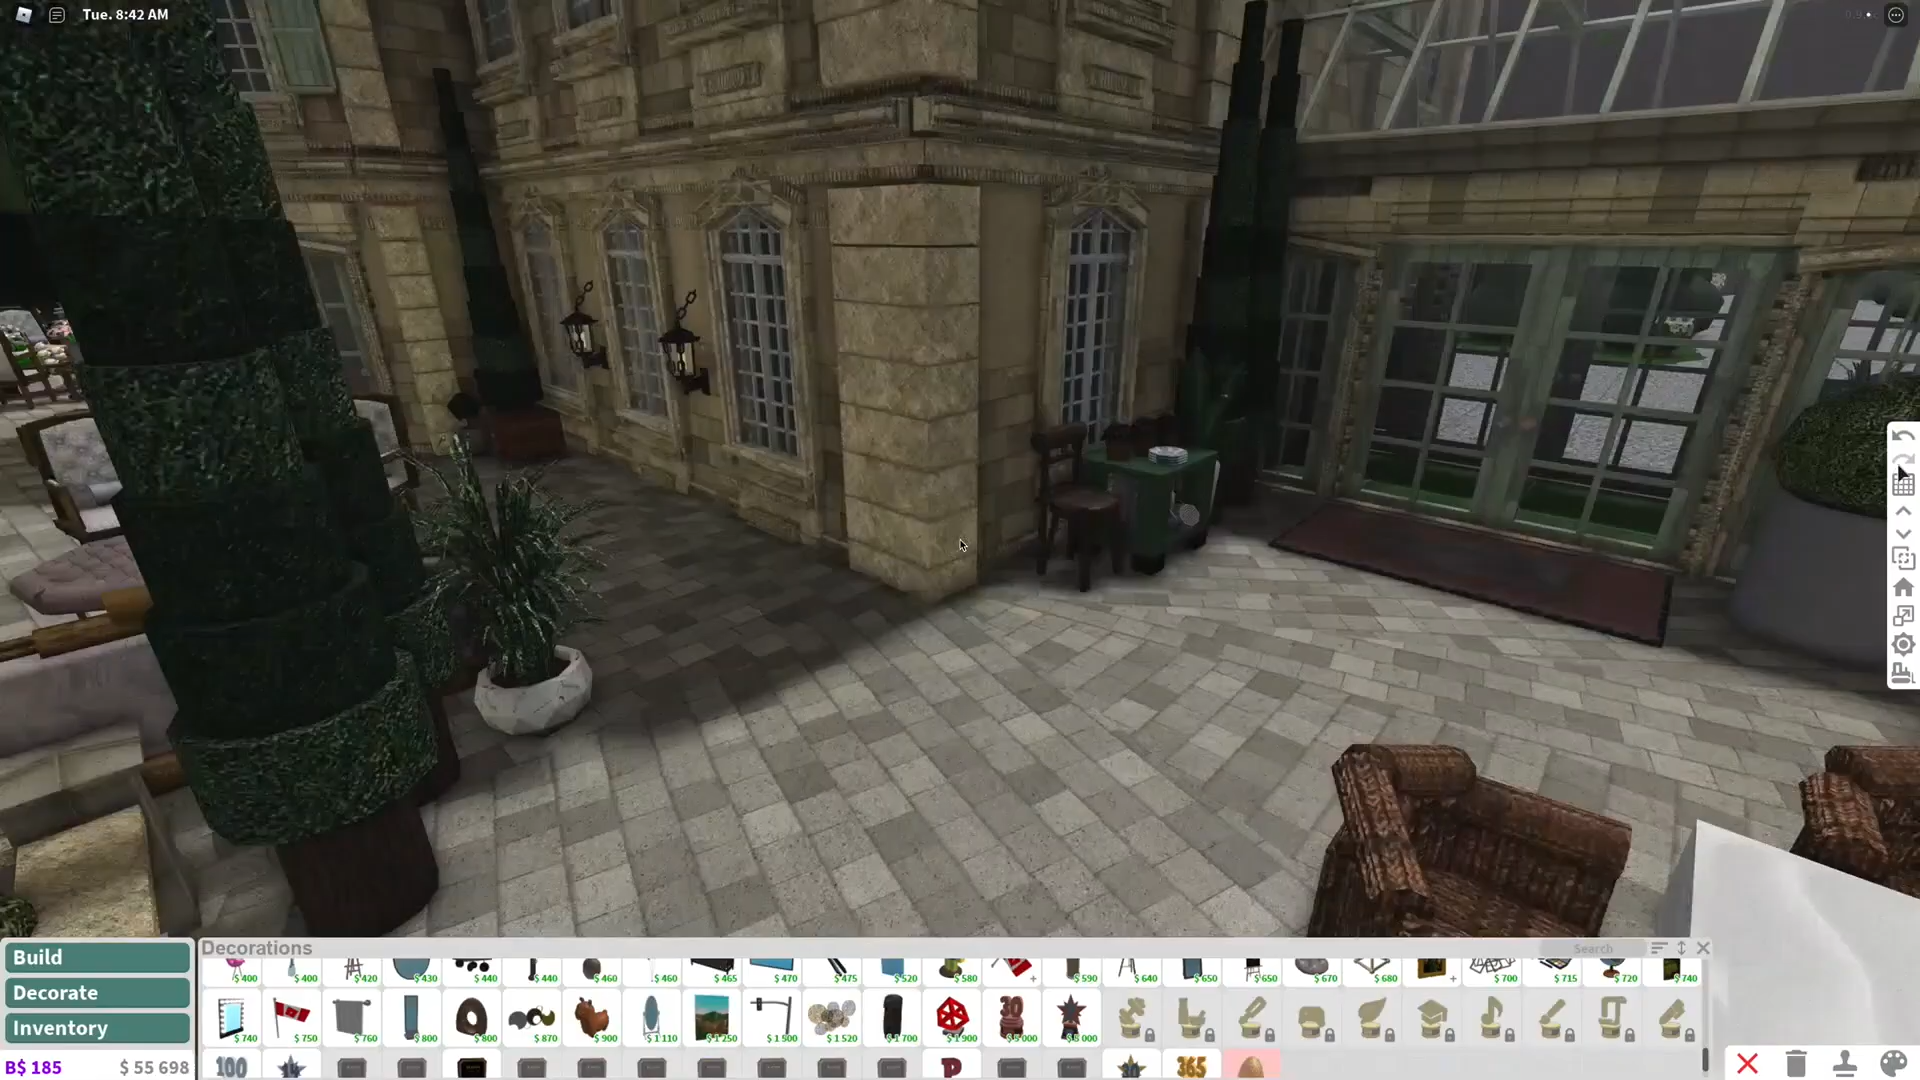 Tue. 8:42 AM
Build
Decorate
Inventory
B$ 185
$ 55 698
Decorations
Search
$ 400
$ 400
$ 420
$ 430
$ 440
$ 440
$ 460
$ 460
$ 465
$ 470
$ 475
$ 520
$ 580
+
$ 590
$ 640
$ 650
$ 650
$ 670
$ 680
+
$ 700
$ 715
$ 720
$ 740
$ 740
$ 750
$ 760
$ 800
$ 800
$ 870
$ 900
$ 1 110
$ 1 250
$ 1 500
$ 1 520
$ 1 700
$ 1 900
30
100
365